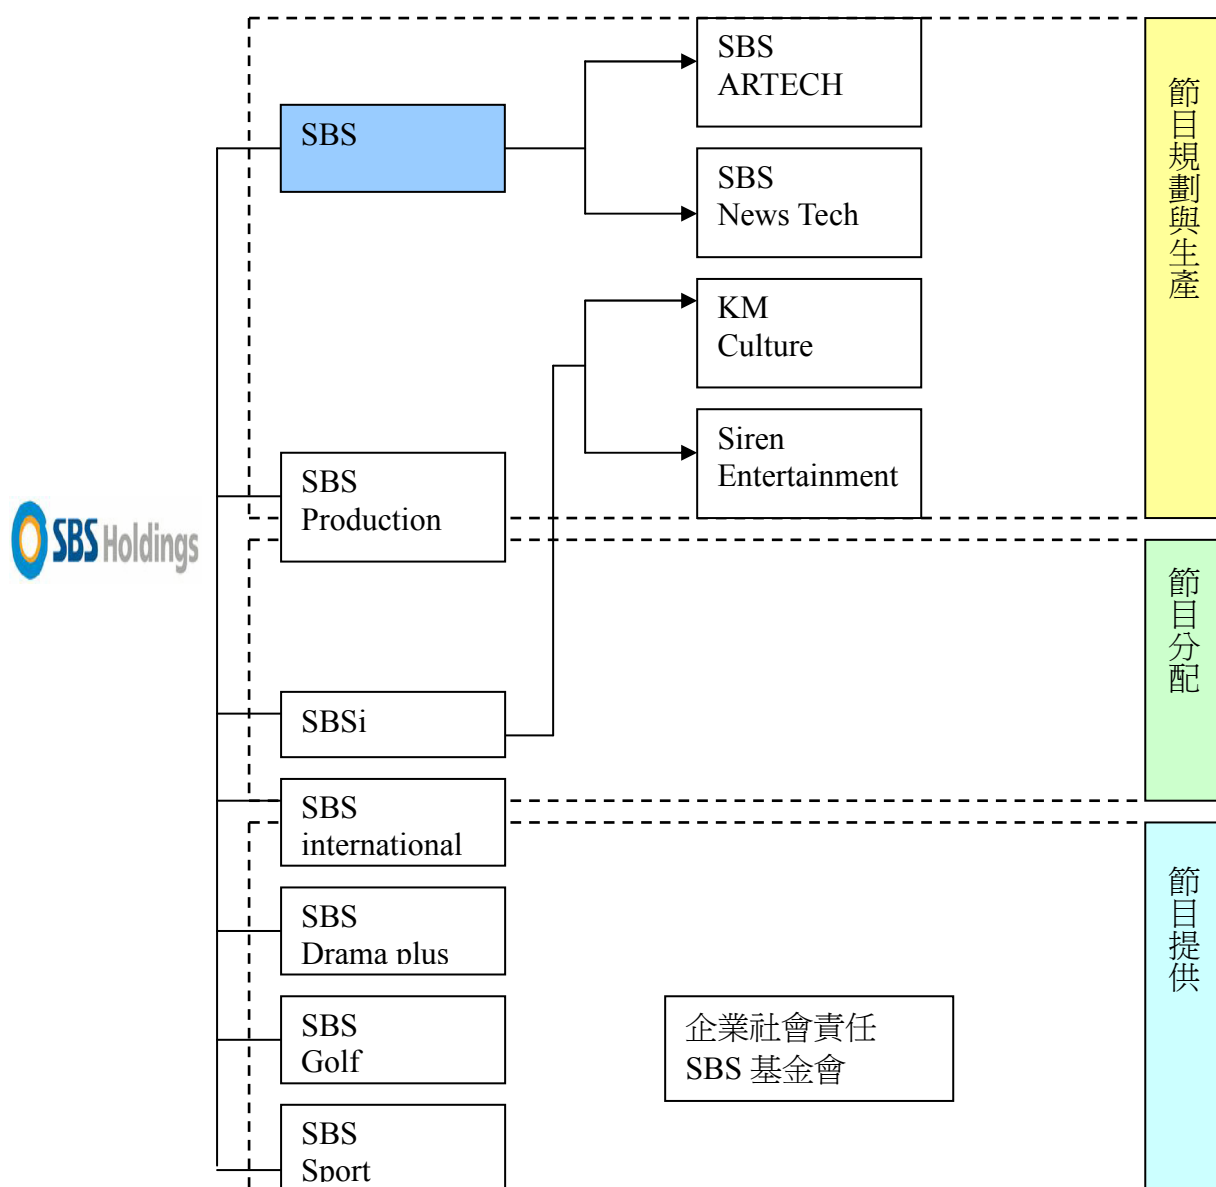 SBS
ARTECH
SBS
SBS
News Tech
KM
Culture
Siren
Entertainment
SBS
Production
SBS Holdings
SBSi
SBS
international
SBS
Drama plus
SBS
Golf
SBS
Sport
企業社會責任
SBS 基金會
節目規劃與生產
節目分配
節目提供